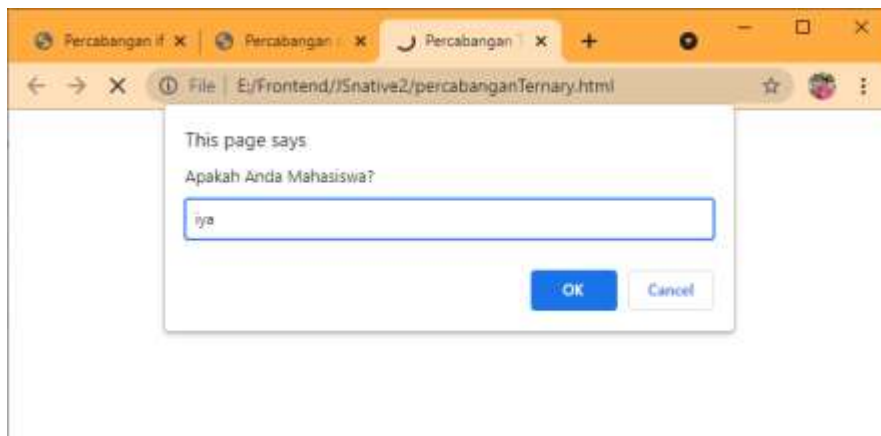 Percabangan if
Percabangan
Percabangan T
File | E:/Frontend//JSnative2/percabanganTernary.html
This page says
Apakah Anda Mahasiswa?
iya
OK
Cancel